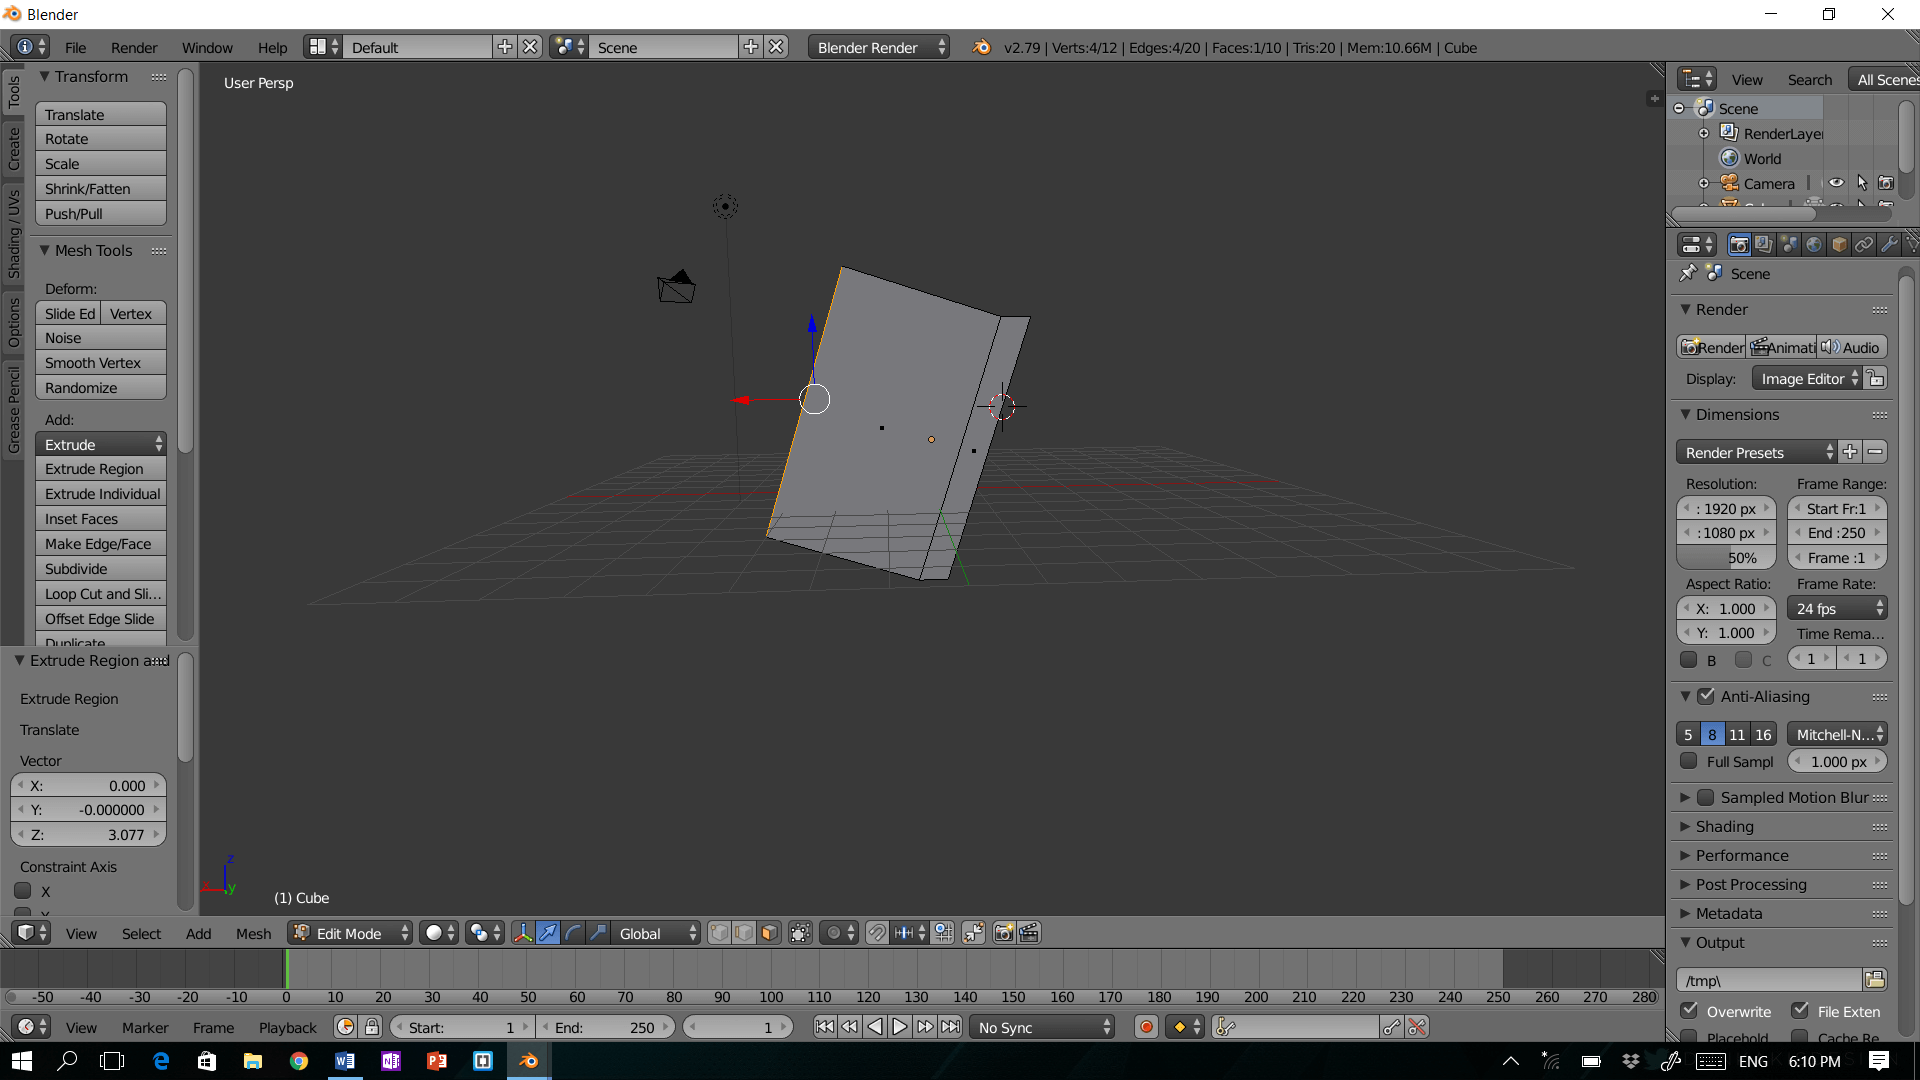 Blender
File Render Window Help Default Scene Blender Render v2.79 | Verts:4/12 | Edges:4/20 | Faces:1/10 | Tris:20 | Mem:10.66M | Cube
Tools
Create
Shading / UVs
Options
Grease Pencil
Transform
Translate
Rotate
Scale
Shrink/Fatten
Push/Pull
Mesh Tools
Deform:
Slide Ed Vertex
Noise
Smooth Vertex
Randomize
Add:
Extrude
Extrude Region
Extrude Individual
Inset Faces
Make Edge/Face
Subdivide
Loop Cut and Sli...
Offset Edge Slide
Duplicate
Extrude Region and
Extrude Region
Translate
Vector
X: 0.000
Y: -0.000000
Z: 3.077
Constraint Axis
X
Y
User Persp
z
x y
(1) Cube
View Select Add Mesh Edit Mode Global
-50 -40 -30 -20 -10 0 10 20 30 40 50 60 70 80 90 100 110 120 130 140 150 160 170 180 190 200 210 220 230 240 250 260 270 280
View Marker Frame Playback Start: 1 End: 250 1 No Sync
View Search All Scenes
Scene
RenderLayer
World
Camera
Scene
Render
Render Animati Audio
Display: Image Editor
Dimensions
Render Presets
Resolution: Frame Range:
: 1920 px Start Fr:1
: 1080 px End :250
50% Frame :1
Aspect Ratio: Frame Rate:
X: 1.000 24 fps
Y: 1.000 Time Rema...
B C 1 1
Anti-Aliasing
5 8 11 16 Mitchell-N...
Full Sampl 1.000 px
Sampled Motion Blur
Shading
Performance
Post Processing
Metadata
Output
/tmp\
Overwrite File Exten
Placehold Cache Re
ENG 6:10 PM